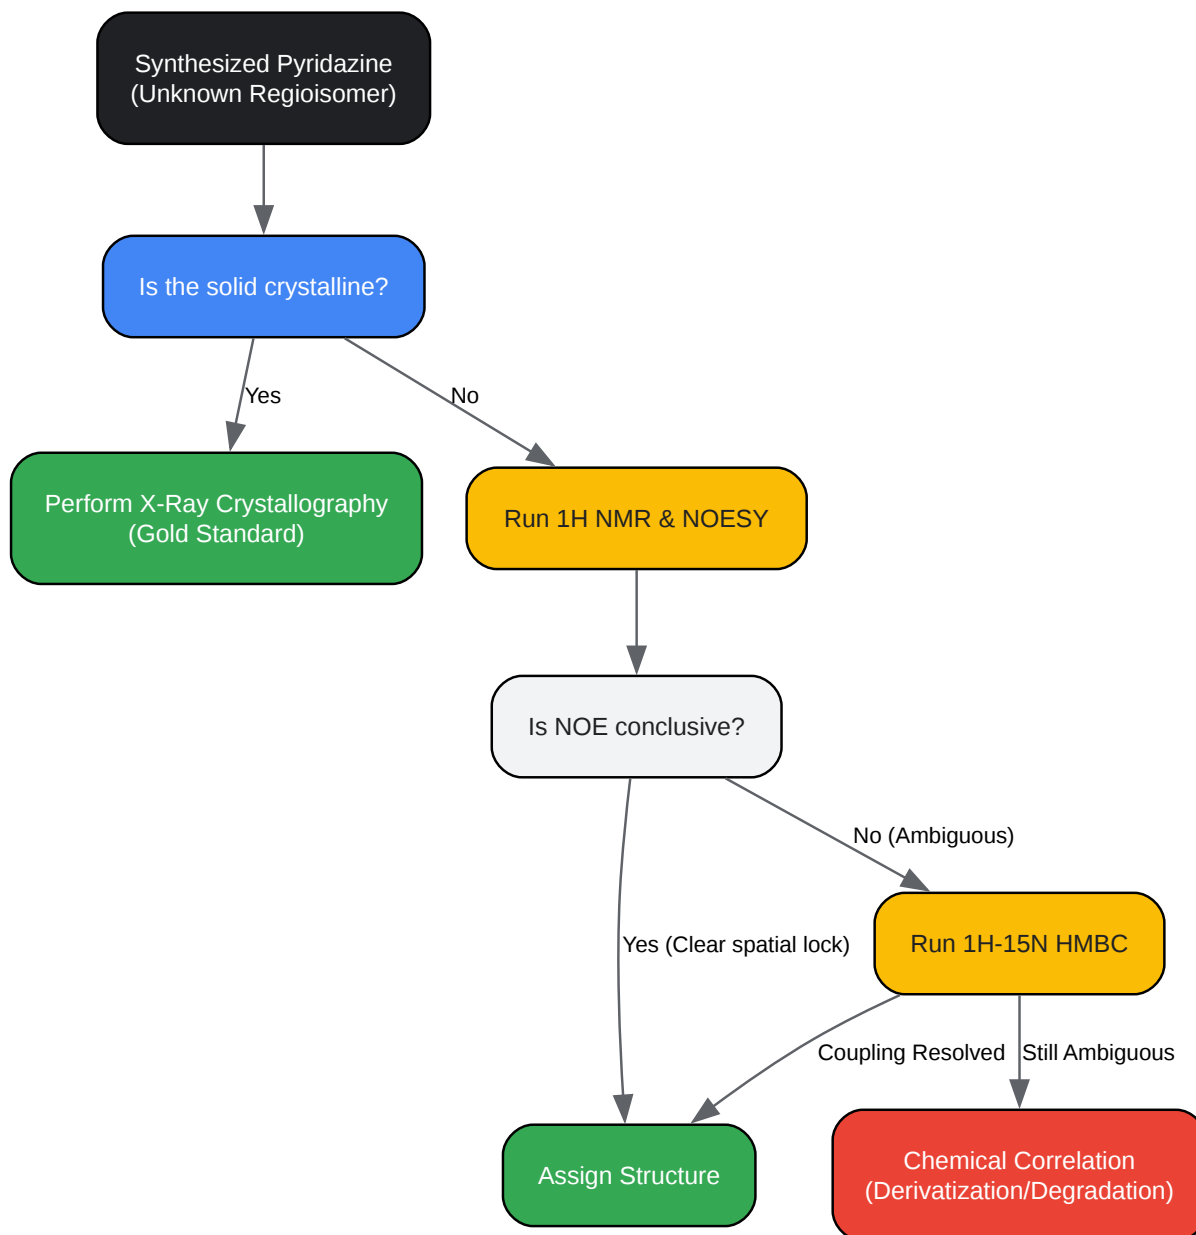 Synthesized Pyridazine
(Unknown Regioisomer)
Is the solid crystalline?
Yes
No
Perform X-Ray Crystallography
(Gold Standard)
Run 1H NMR & NOESY
Is NOE conclusive?
No (Ambiguous)
Yes (Clear spatial lock)
Run 1H-15N HMBC
Coupling Resolved
Still Ambiguous
Assign Structure
Chemical Correlation
(Derivatization/Degradation)